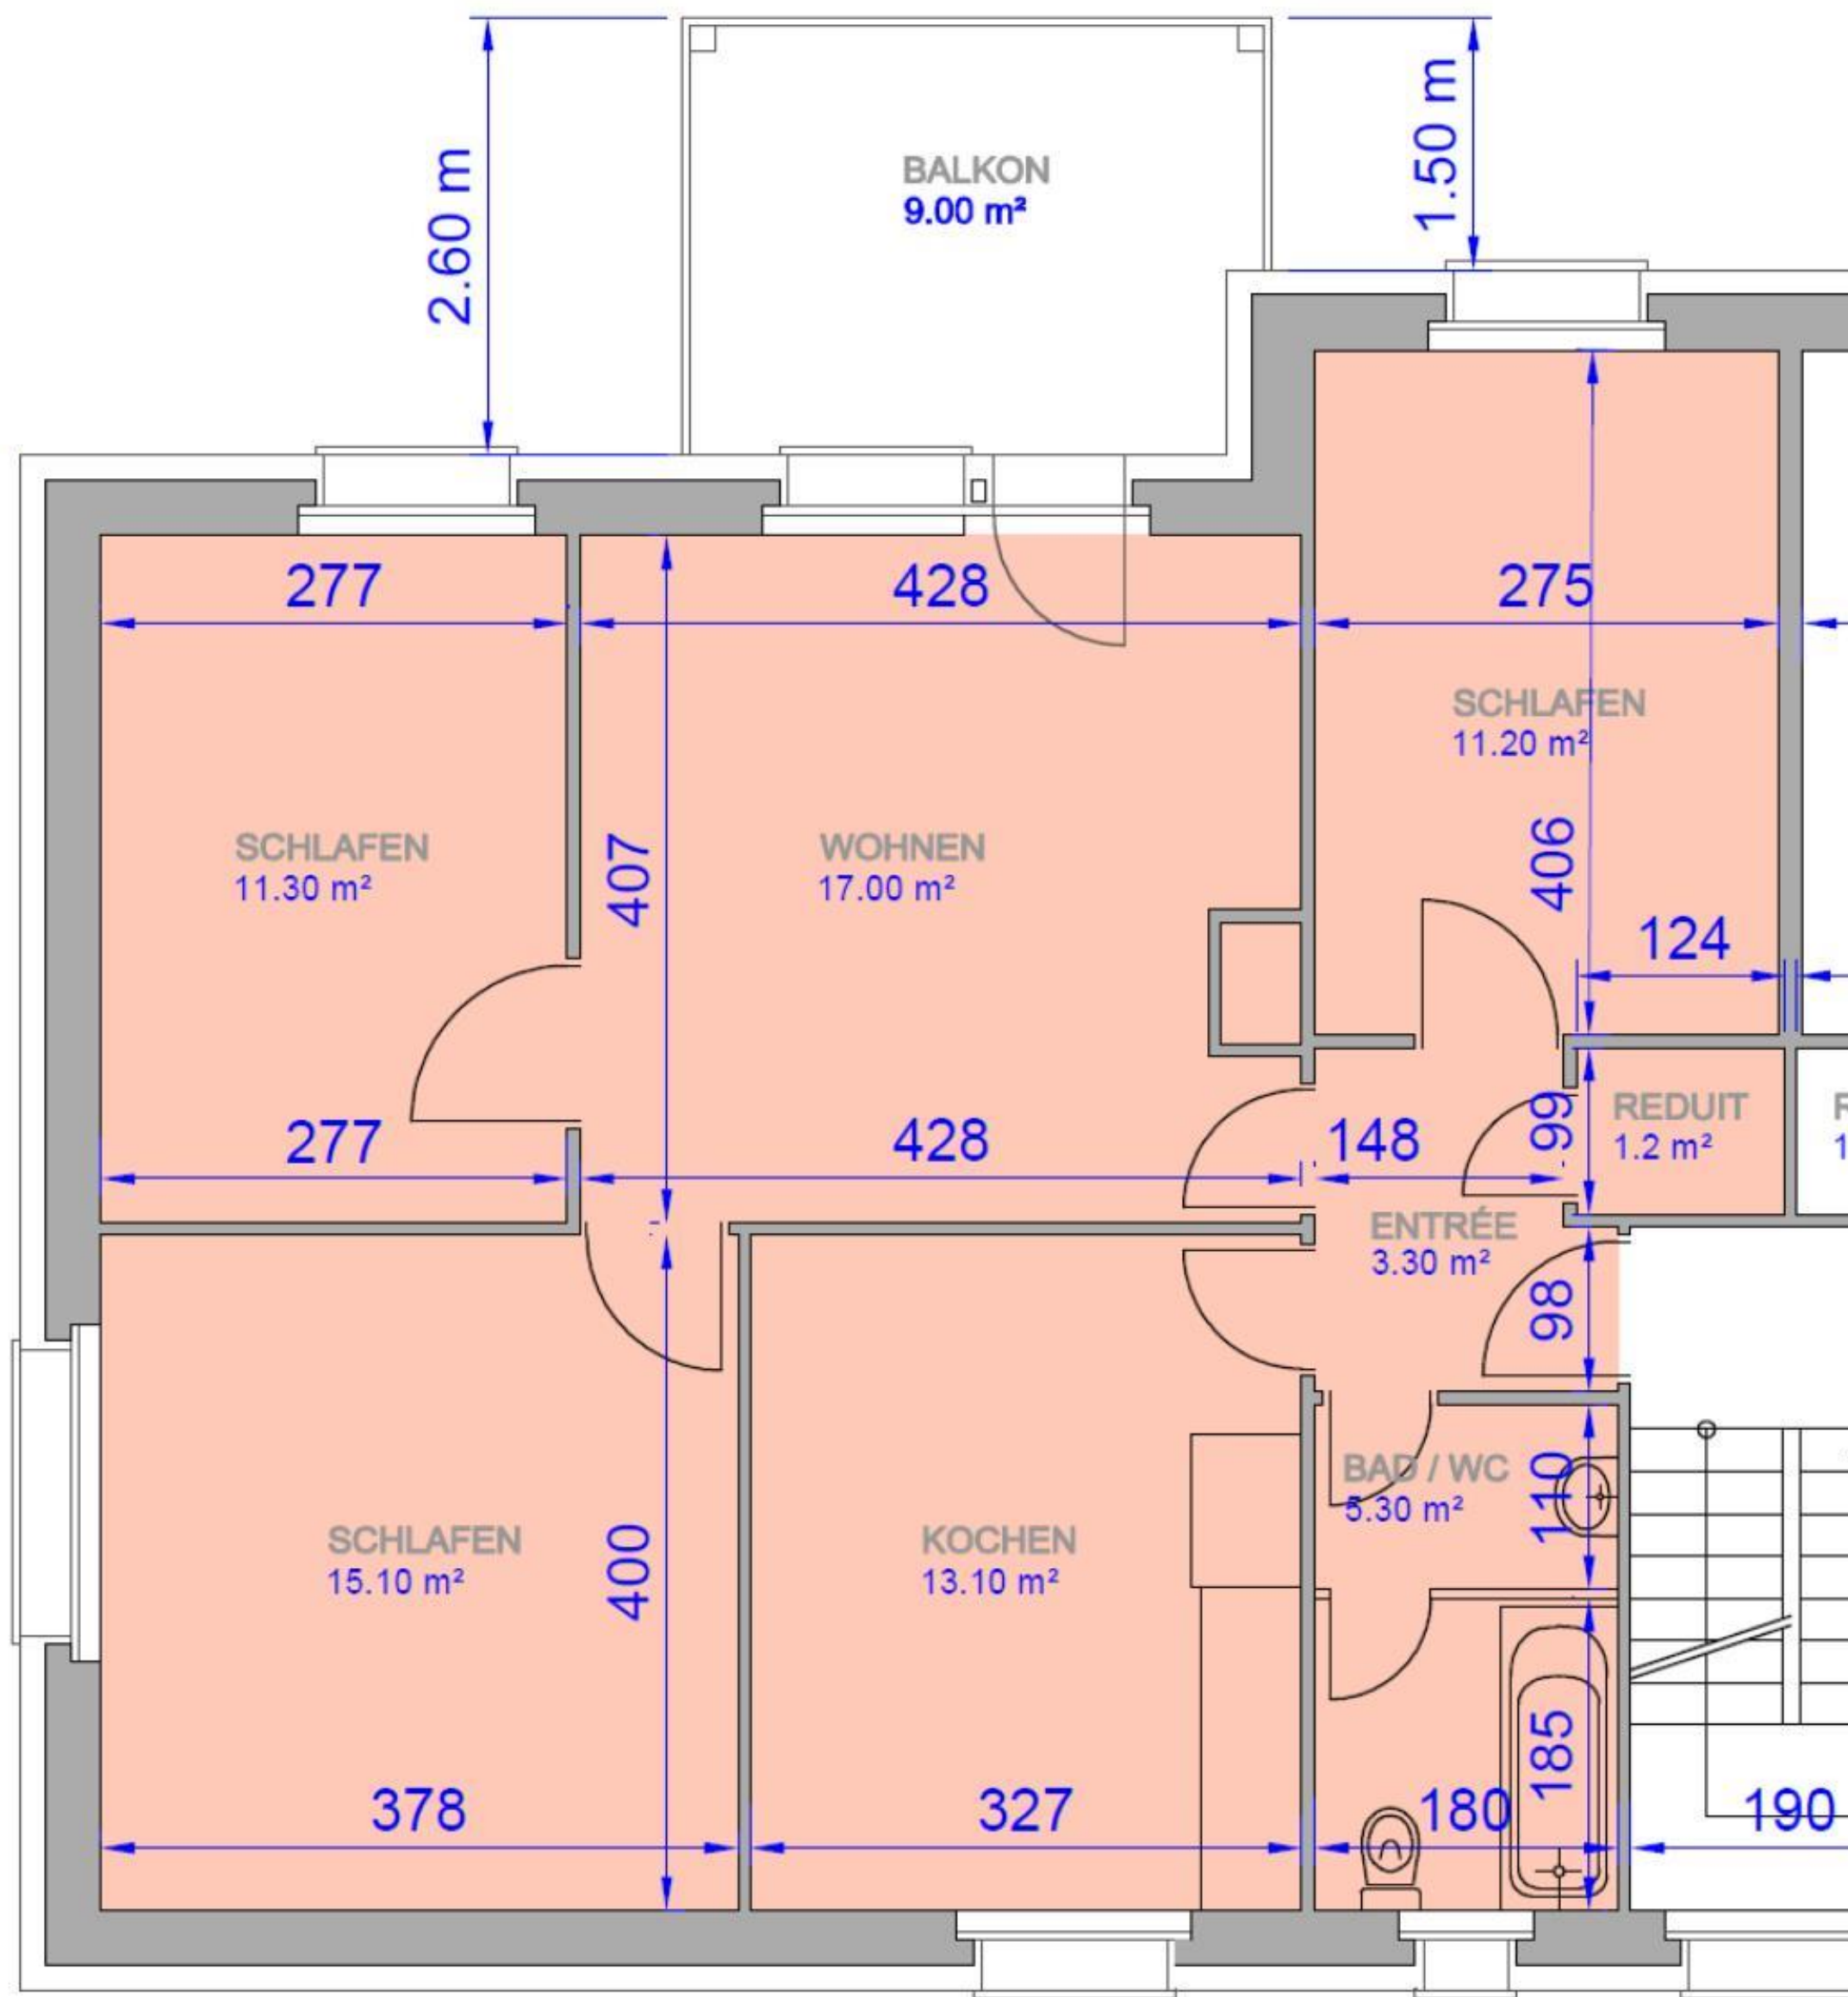 2.60 m
1.50 m
BALKON
9.00 m²
277
428
275
SCHLAFEN
11.20 m²
SCHLAFEN
11.30 m²
407
WOHNEN
17.00 m²
406
124
277
428
148
99
REDUIT
1.2 m²
R
1
ENTRÉE
3.30 m²
98
BAD / WC
5.30 m²
110
SCHLAFEN
15.10 m²
400
KOCHEN
13.10 m²
185
378
327
180
190